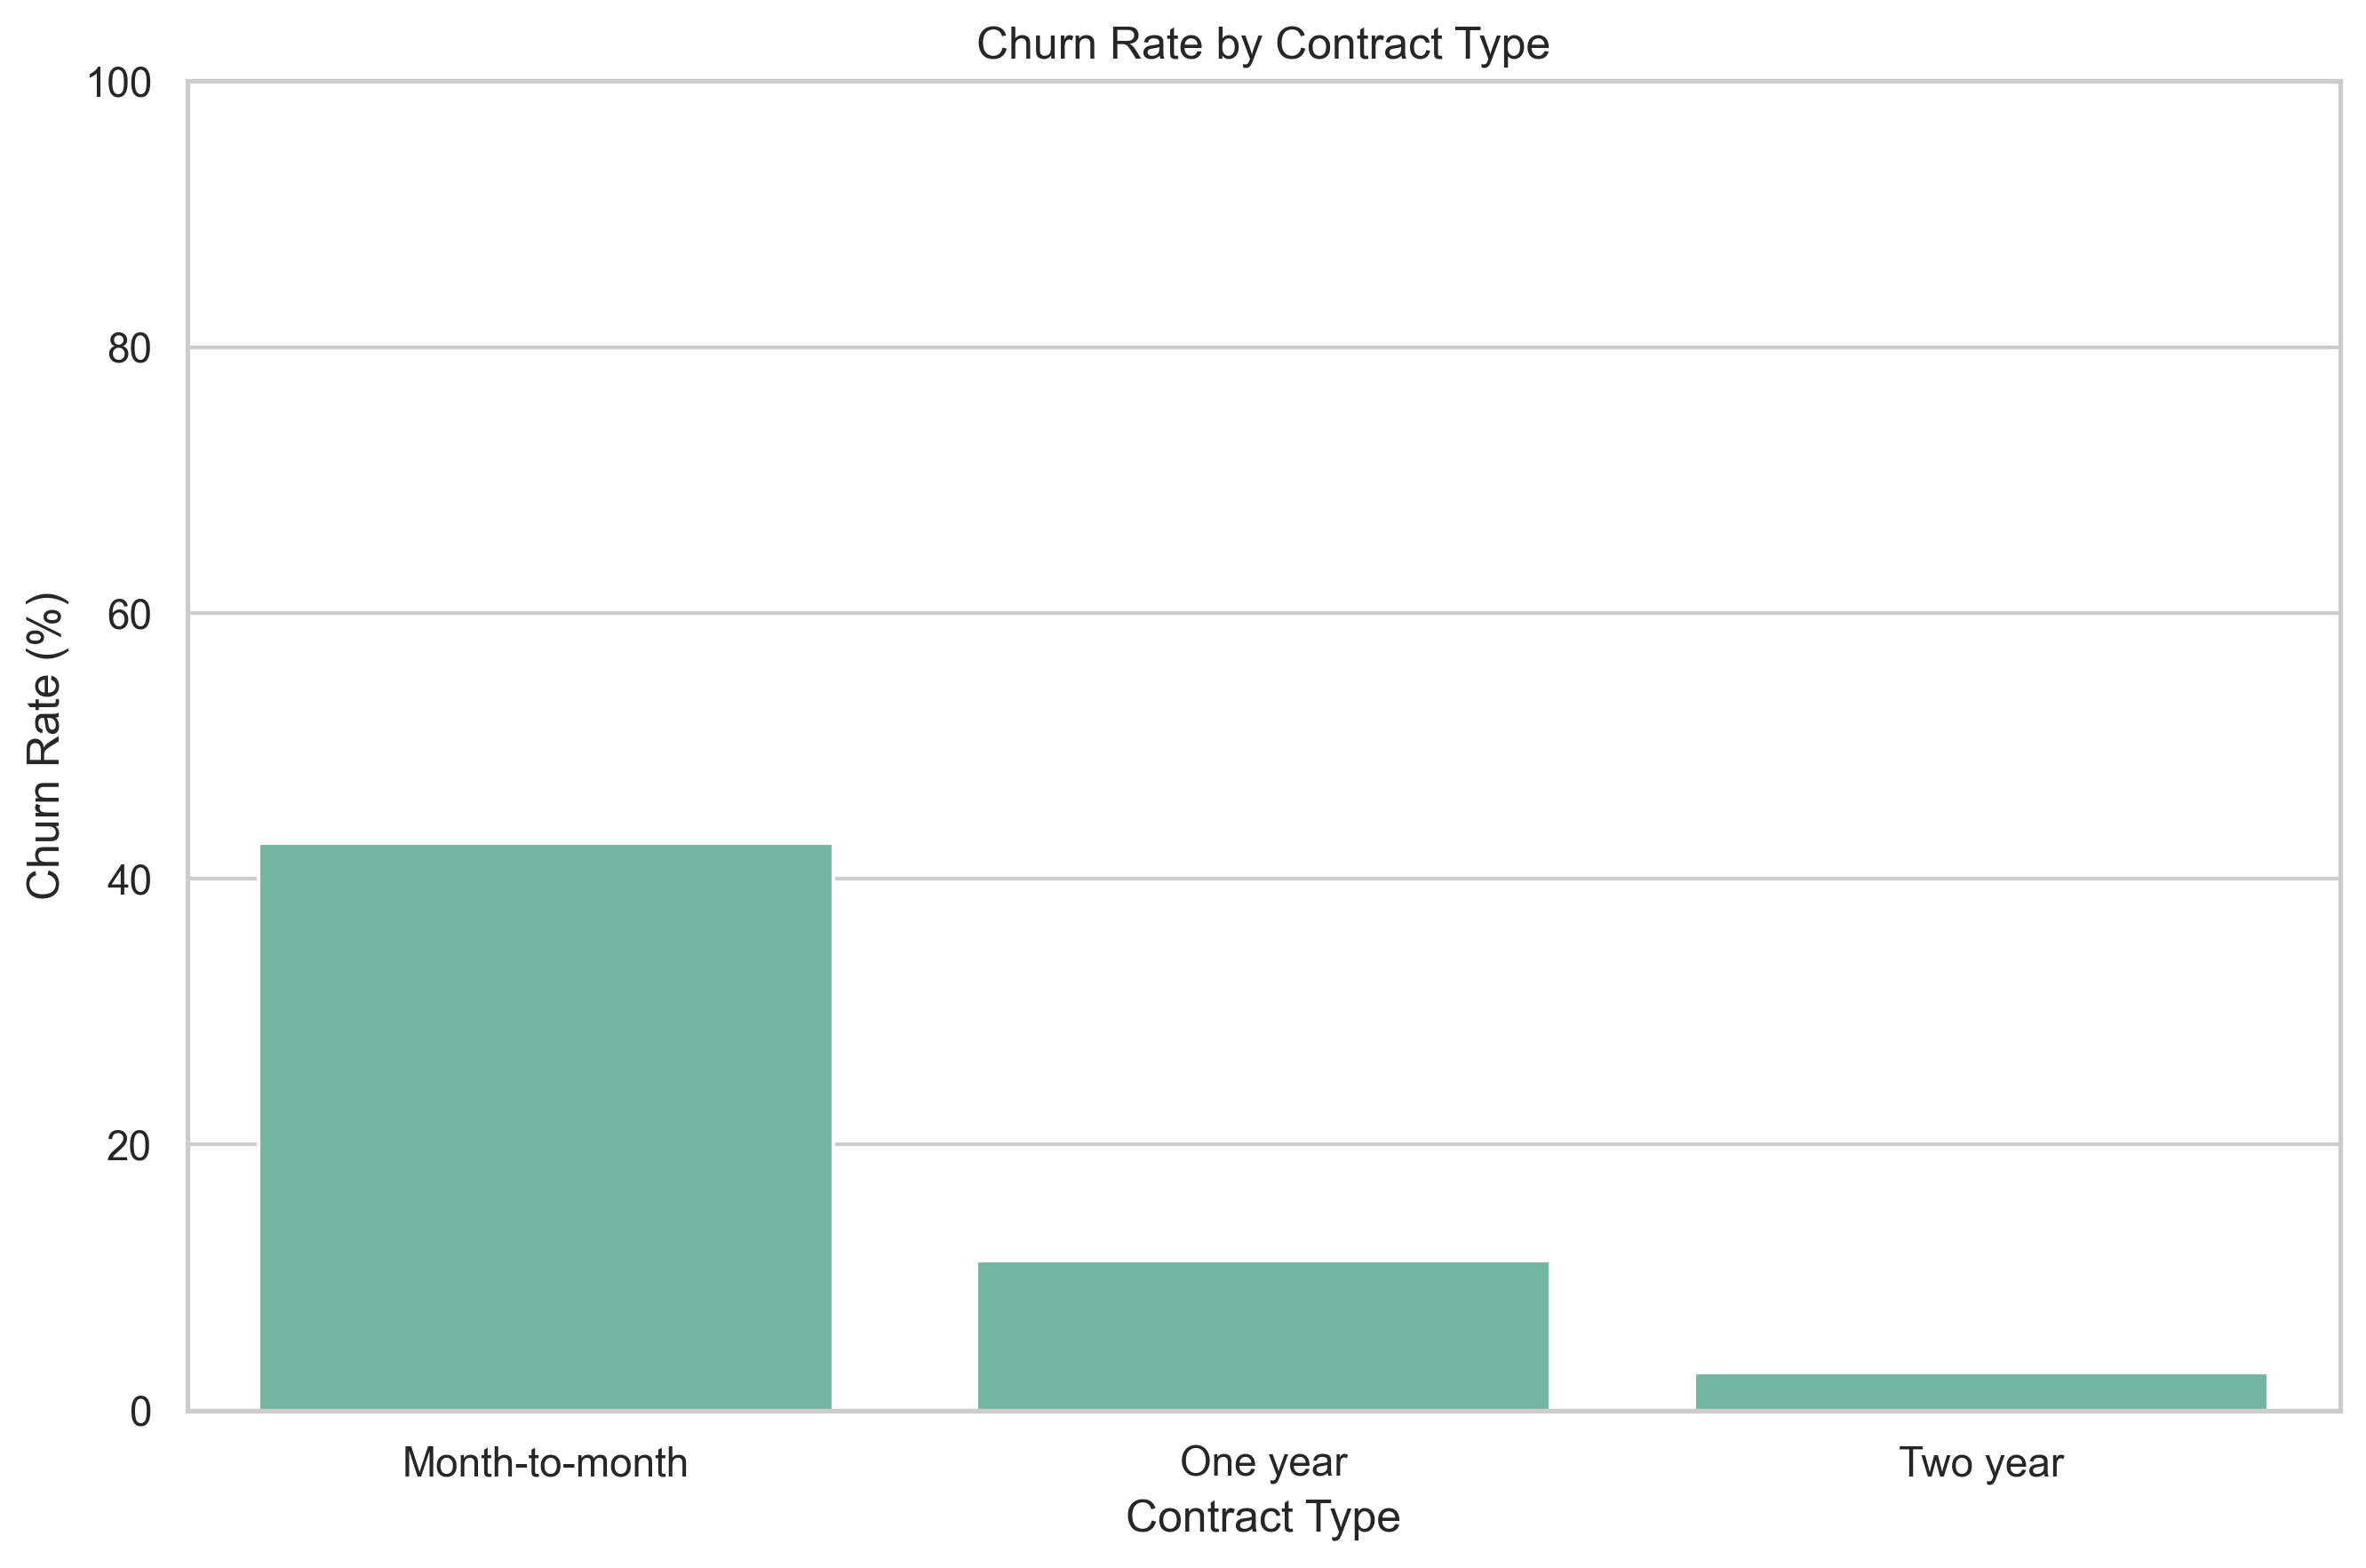 Churn Rate by Contract Type
100
80
60
40
20
0
Churn Rate (%)
Month-to-month
One year
Two year
Contract Type